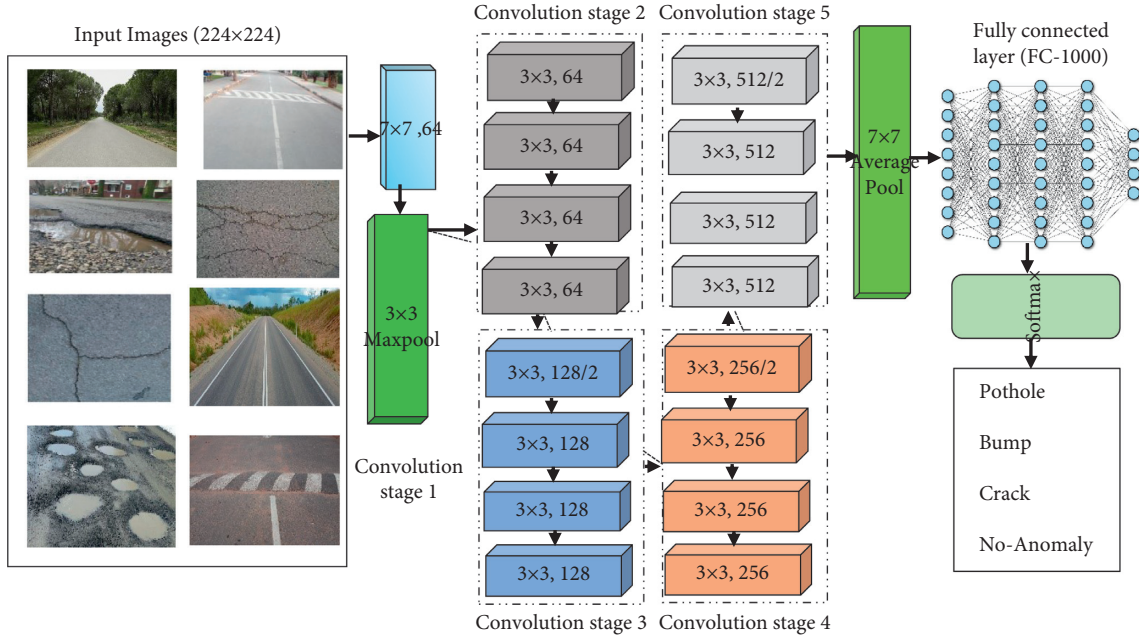 Input Images (224×224)
7×7 ,64
3×3
Maxpool
Convolution
stage 1
Convolution stage 2
3×3, 64
3×3, 64
3×3, 64
3×3, 64
3×3, 128/2
3×3, 128
3×3, 128
3×3, 128
Convolution stage 3
Convolution stage 5
3×3, 512/2
3×3, 512
3×3, 512
3×3, 512
3×3, 256/2
3×3, 256
3×3, 256
3×3, 256
Convolution stage 4
7×7
Average
Pool
Fully connected
layer (FC-1000)
Softmax
Pothole
Bump
Crack
No-Anomaly